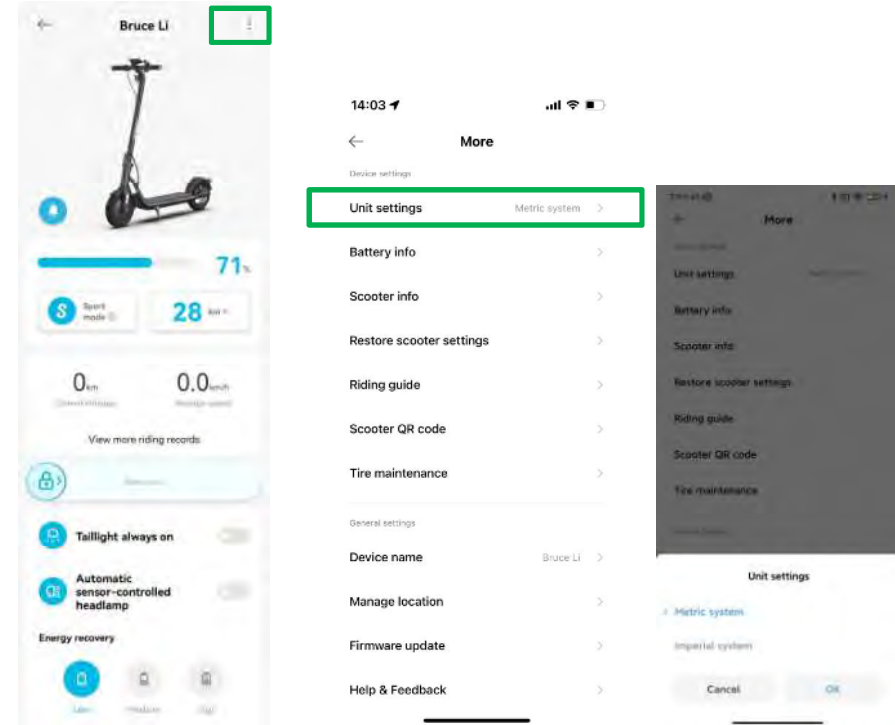 Bruce Li
71%
S
Sport
mode
28 km
0km
0.0km/h
View more riding records
Taillight always on
Automatic
sensor-controlled
headlamp
Energy recovery
14:03
More
Device settings
Unit settings Metric system
Battery info
Scooter info
Restore scooter settings
Riding guide
Scooter QR code
Tire maintenance
General settings
Device name Bruce Li
Manage location
Firmware update
Help & Feedback
More
Unit settings
Battery info
Scooter info
Restore scooter settings
Riding guide
Scooter QR code
Tire maintenance
Unit settings
Metric system
Imperial system
Cancel OK